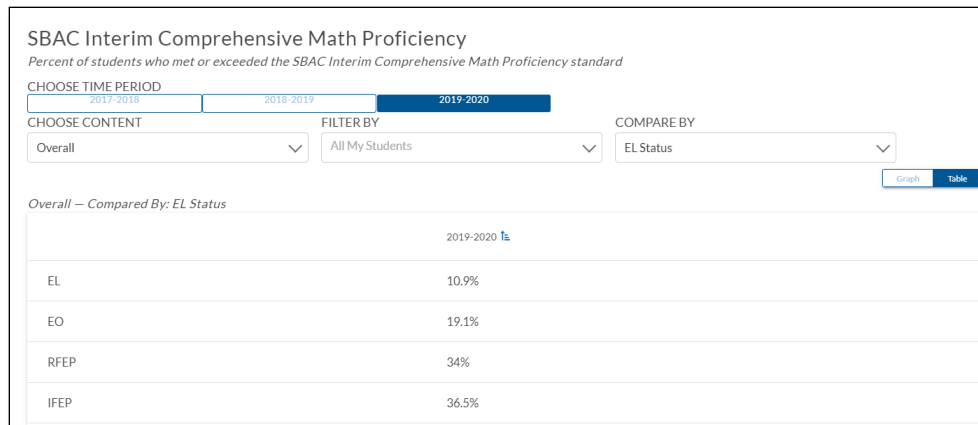 SBAC Interim Comprehensive Math Proficiency
Percent of students who met or exceeded the SBAC Interim Comprehensive Math Proficiency standard
CHOOSE TIME PERIOD
2017-2018 2018-2019 2019-2020
CHOOSE CONTENT FILTER BY COMPARE BY
Overall All My Students EL Status
Graph Table
Overall — Compared By: EL Status
2019-2020
EL 10.9%
EO 19.1%
RFEP 34%
IFEP 36.5%